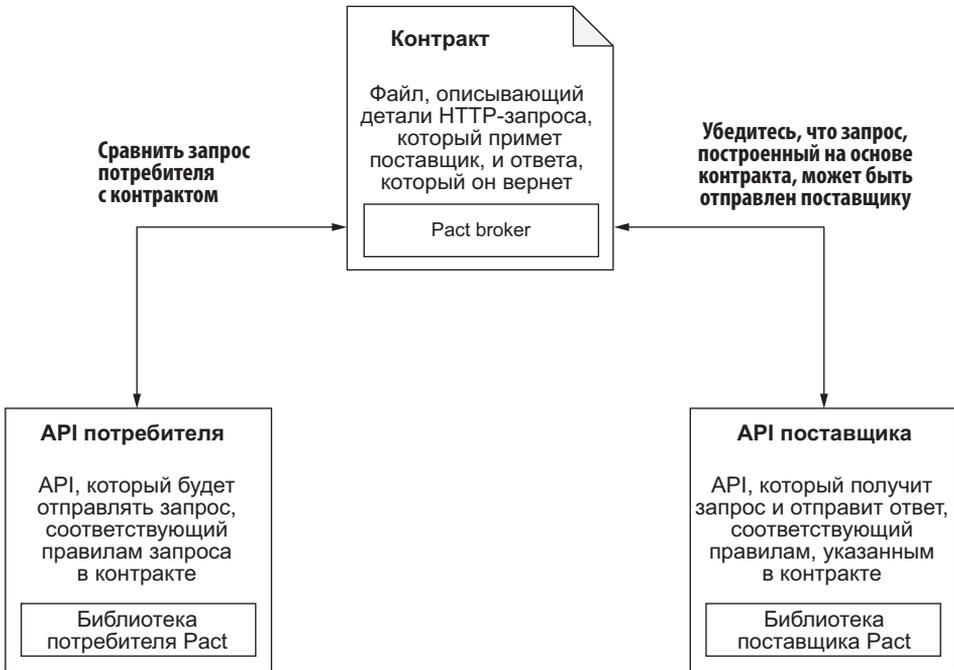 Контракт
Файл, описывающий
детали HTTP-запроса,
который примет
поставщик, и ответа,
который он вернет
Pact broker
Сравнить запрос
потребителя
с контрактом
Убедитесь, что запрос,
построенный на основе
контракта, может быть
отправлен поставщику
API потребителя
API, который будет
отправлять запрос,
соответствующий
правилам запроса
в контракте
Библиотека
потребителя Pact
API поставщика
API, который получит
запрос и отправит ответ,
соответствующий
правилам, указанным
в контракте
Библиотека
поставщика Pact